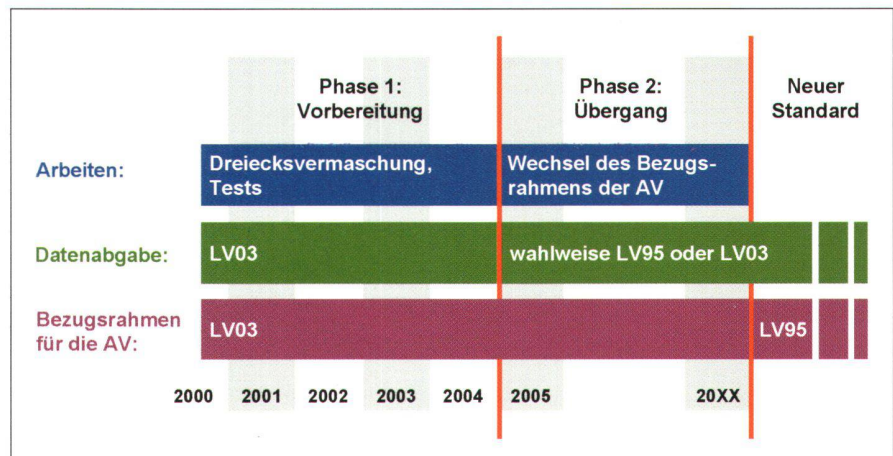 Phase 1:
Vorbereitung
Phase 2:
Übergang
Neuer
Standard
Arbeiten:
Dreiecksvermaschung,
Tests
Wechsel des Bezugs-
rahmens der AV
Datenabgabe:
LV03
wahlweise LV95 oder LV03
Bezugsrahmen
für die AV:
LV03
LV95
2000 2001 2002 2003 2004 2005 20XX